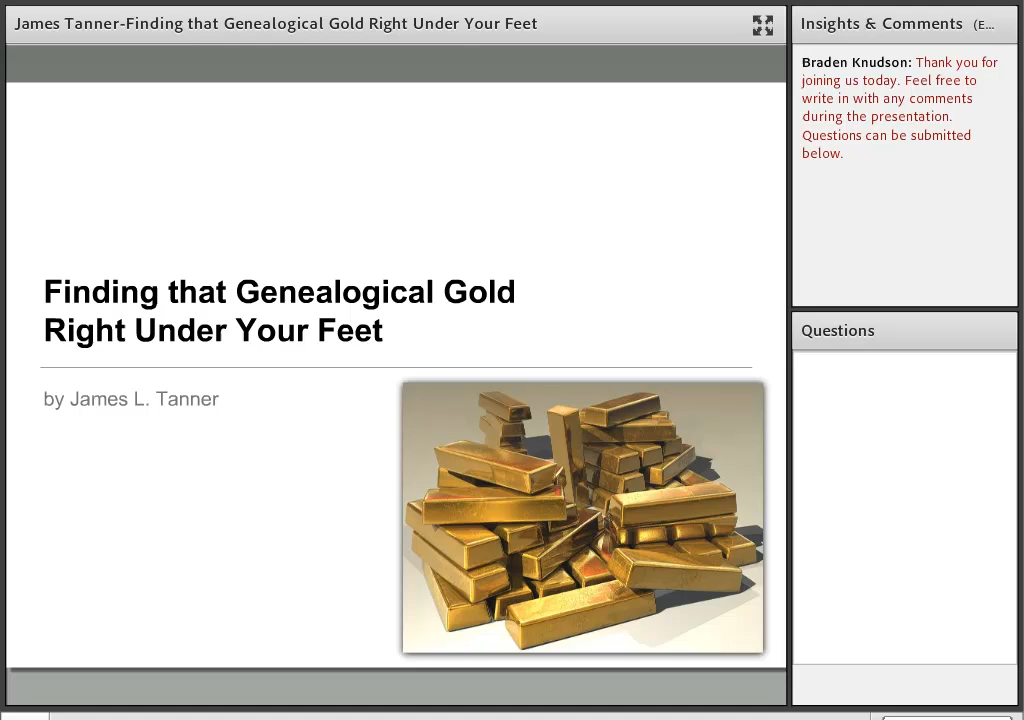 James Tanner-Finding that Genealogical Gold Right Under Your Feet
Finding that Genealogical Gold
Right Under Your Feet
by James L. Tanner
Insights & Comments (E...
Braden Knudson: Thank you for
joining us today. Feel free to
write in with any comments
during the presentation.
Questions can be submitted
below.
Questions